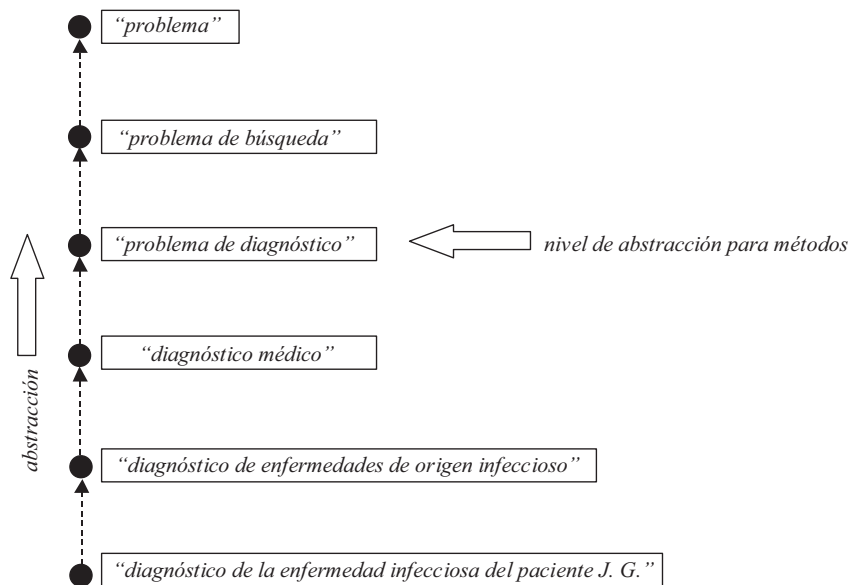 “problema”
“problema de búsqueda”
“problema de diagnóstico”
nivel de abstracción para métodos
“diagnóstico médico”
abstracción
“diagnóstico de enfermedades de origen infeccioso”
“diagnóstico de la enfermedad infecciosa del paciente J. G.”